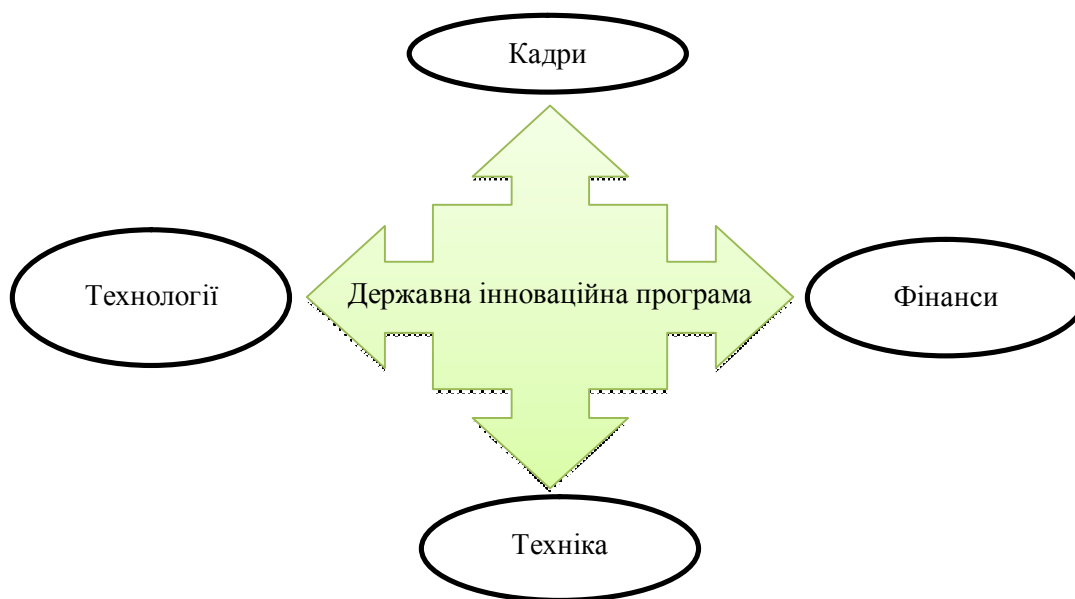 Кадри
Технології
Державна інноваційна програма
Фінанси
Техніка